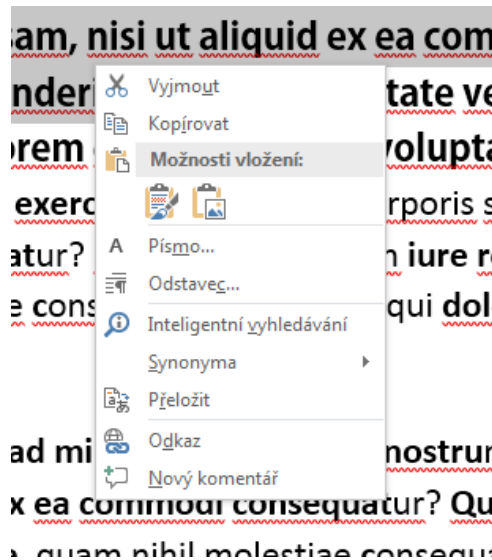 sam, nisi ut aliquid ex ea com
nderi tate ve
orem volupta
exerc rporis s
atur? iure r
e cons qui dol
Vyjmout
Kopírovat
Možnosti vložení:
Písmo...
Odstavec...
Inteligentní vyhledávání
Synonyma
Přeložit
Odkaz
Nový komentář
ad mi nostrur
x ea commodi consequatur? Qu
quam nihil molestiae consequa